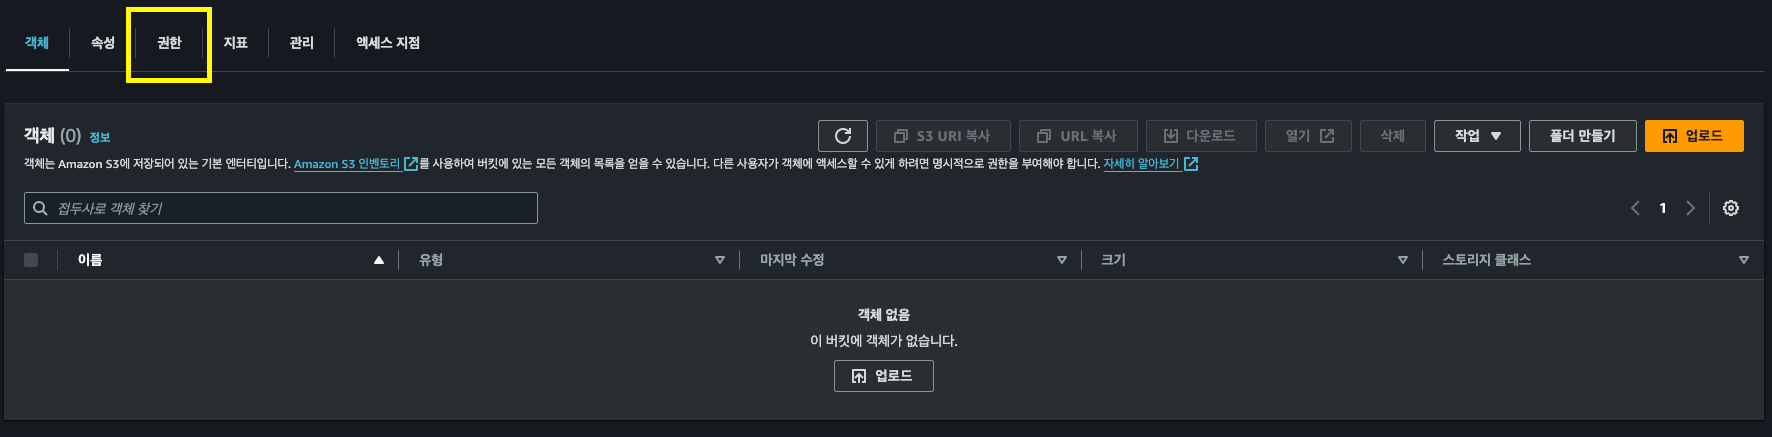 객체 속성 권한 지표 관리 액세스 지점
객체 (0) 정보
S3 URI 복사 URL 복사 다운로드 열기 삭제 작업 폴더 만들기 업로드
객체는 Amazon S3에 저장되어 있는 기본 엔터티입니다. Amazon S3 인벤토리를 사용하여 버킷에 있는 모든 객체의 목록을 얻을 수 있습니다. 다른 사용자가 객체에 액세스할 수 있게 하려면 명시적으로 권한을 부여해야 합니다. 자세히 알아보기
접두사로 객체 찾기 1
이름 유형 마지막 수정 크기 스토리지 클래스
객체 없음
이 버킷에 객체가 없습니다.
업로드